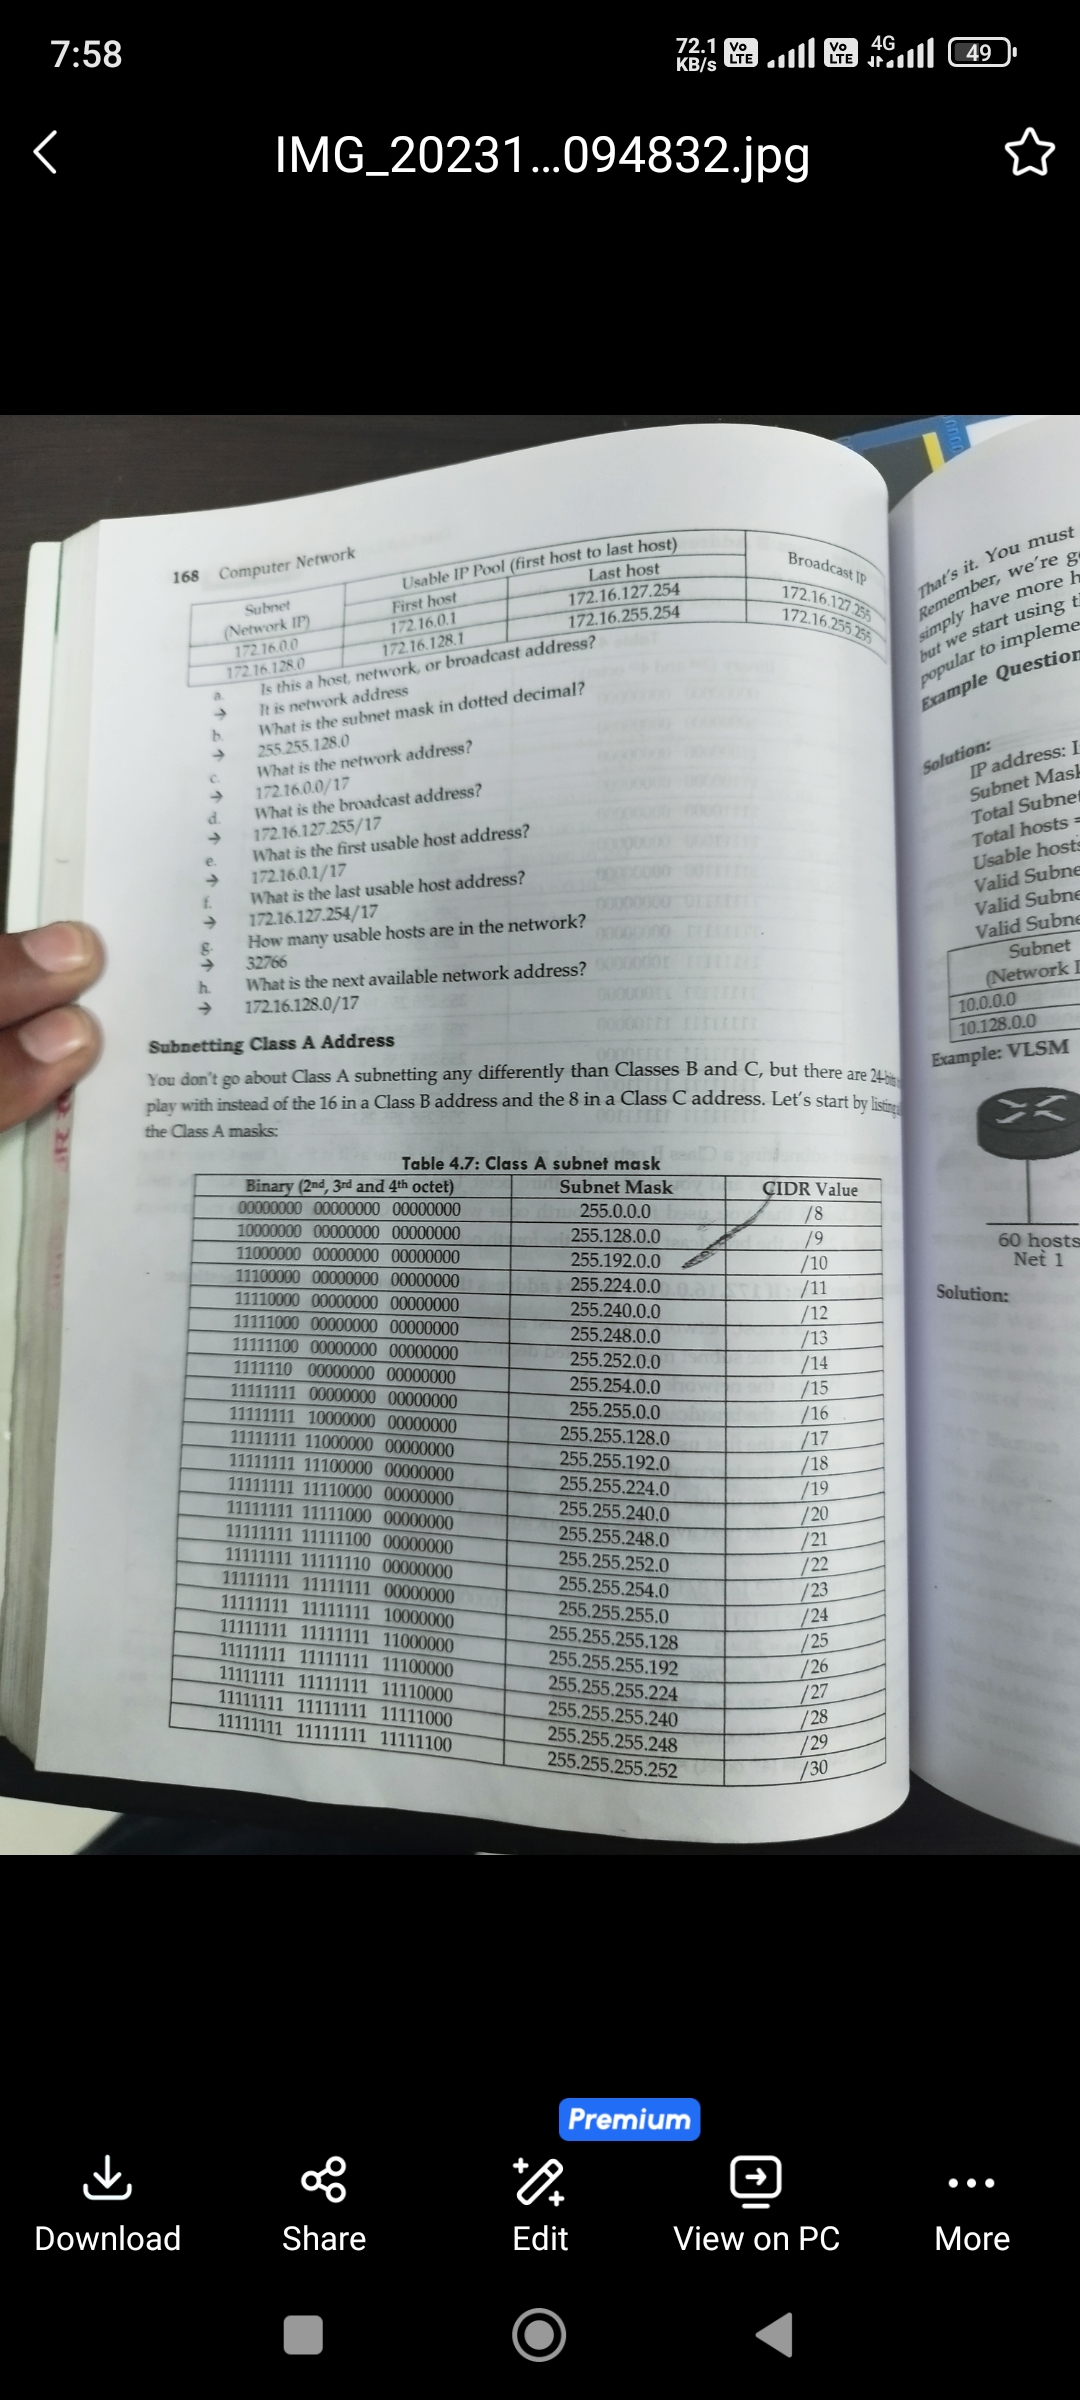 7:58
72.1 KB/s Vo LTE Vo LTE 4G 49
IMG_20231...094832.jpg
168 Computer Network
Subnet (Network IP) Usable IP Pool (first host to last host) Broadcast IP
First host Last host
172.16.0.0 172.16.0.1 172.16.127.254 172.16.127.255
172.16.128.0 172.16.128.1 172.16.255.254 172.16.255.255
a. Is this a host, network, or broadcast address?
→ It is network address
b. What is the subnet mask in dotted decimal?
→ 255.255.128.0
c. What is the network address?
→ 172.16.0.0/17
d. What is the broadcast address?
→ 172.16.127.255/17
e. What is the first usable host address?
→ 172.16.0.1/17
f. What is the last usable host address?
→ 172.16.127.254/17
g. How many usable hosts are in the network?
→ 32766
h. What is the next available network address?
→ 172.16.128.0/17
Subnetting Class A Address
You don't go about Class A subnetting any differently than Classes B and C, but there are 24-bits
play with instead of the 16 in a Class B address and the 8 in a Class C address. Let's start by listing
the Class A masks:
Table 4.7: Class A subnet mask
Binary (2nd, 3rd and 4th octet) Subnet Mask CIDR Value
00000000 00000000 00000000 255.0.0.0 /8
10000000 00000000 00000000 255.128.0.0 /9
11000000 00000000 00000000 255.192.0.0 /10
11100000 00000000 00000000 255.224.0.0 /11
11110000 00000000 00000000 255.240.0.0 /12
11111000 00000000 00000000 255.248.0.0 /13
11111100 00000000 00000000 255.252.0.0 /14
1111110 00000000 00000000 255.254.0.0 /15
11111111 00000000 00000000 255.255.0.0 /16
11111111 10000000 00000000 255.255.128.0 /17
11111111 11000000 00000000 255.255.192.0 /18
11111111 11100000 00000000 255.255.224.0 /19
11111111 11110000 00000000 255.255.240.0 /20
11111111 11111000 00000000 255.255.248.0 /21
11111111 11111100 00000000 255.255.252.0 /22
11111111 11111110 00000000 255.255.254.0 /23
11111111 11111111 00000000 255.255.255.0 /24
11111111 11111111 10000000 255.255.255.128 /25
11111111 11111111 11000000 255.255.255.192 /26
11111111 11111111 11100000 255.255.255.224 /27
11111111 11111111 11110000 255.255.255.240 /28
11111111 11111111 11111000 255.255.255.248 /29
11111111 11111111 11111100 255.255.255.252 /30
That's it. You must
Remember, we're
simply have more
but we start using
popular to
Example Question
Solution:
IP address:
Subnet Mask
Total Subnet
Total hosts =
Usable hosts
Valid
Valid
Valid
Subnet
(Network
10.0.0.0
10.128.0.0
Example: VLSM
60 hosts
Net 1
Solution:
Premium
Download Share Edit View on PC More